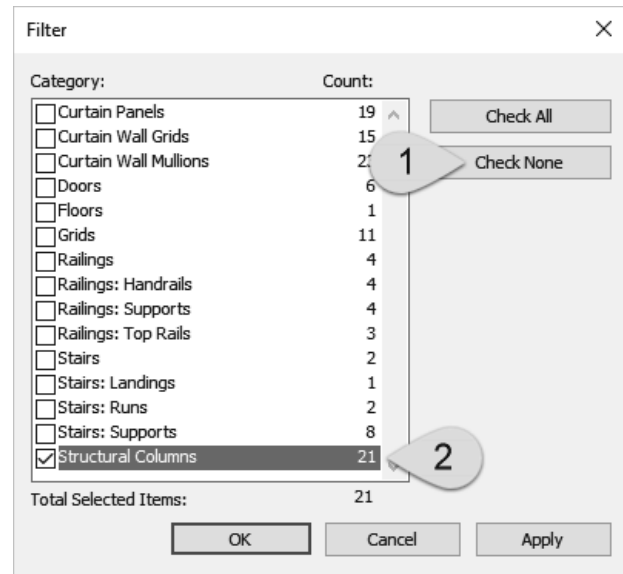 Filter
Category: Count:
Curtain Panels 19
Check All
Curtain Wall Grids 15
Curtain Wall Mullions
1
Check None
Doors 6
Floors 1
Grids 11
Railings 4
Railings: Handrails 4
Railings: Supports 4
Railings: Top Rails 3
Stairs 2
Stairs: Landings 1
Stairs: Runs 2
Stairs: Supports 8
Structural Columns 21
2
Total Selected Items: 21
OK Cancel Apply